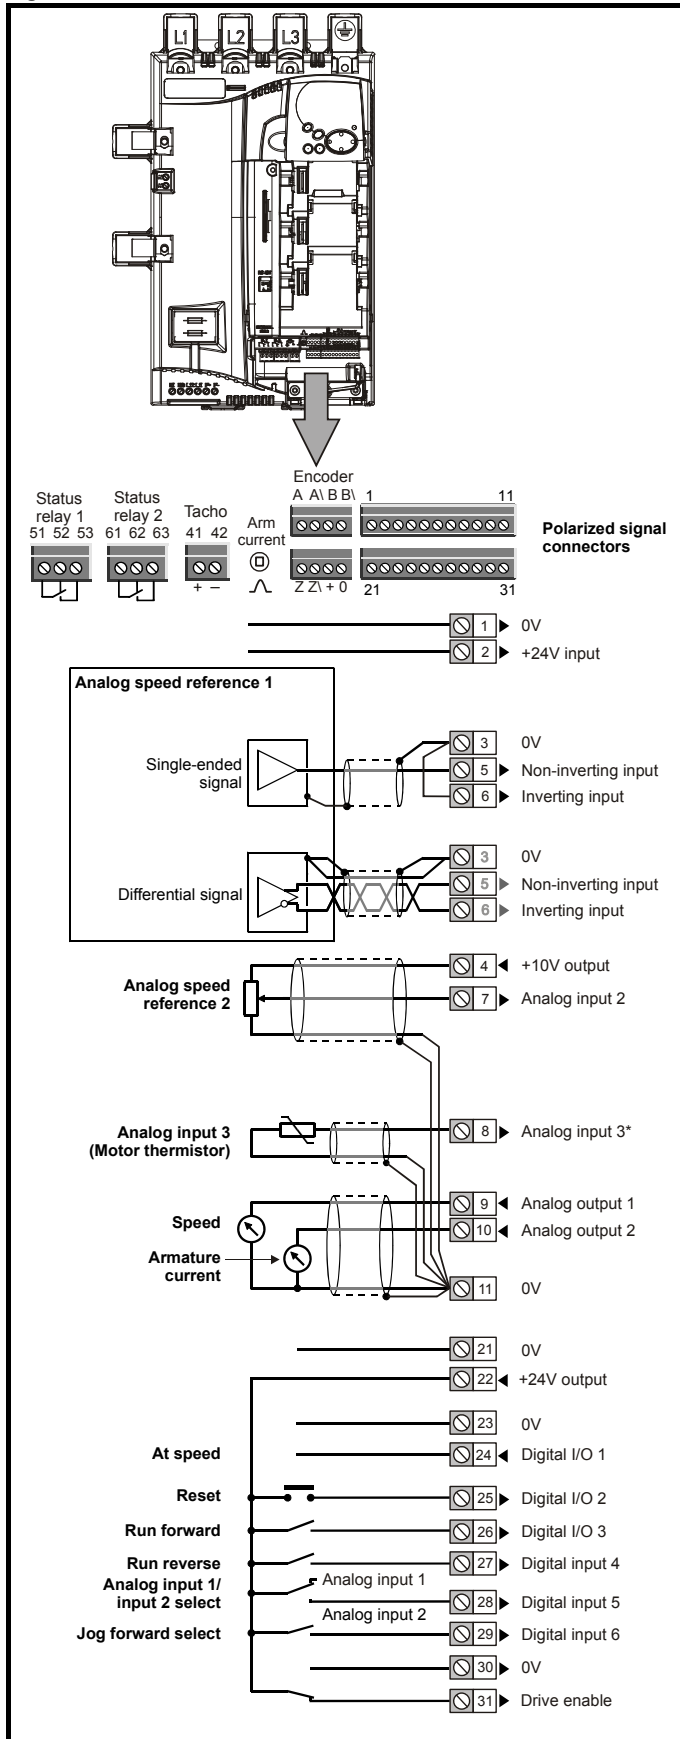 L1 L2 L3
Encoder
A A\ B B\ 1 11
Status relay 1
51 52 53
Status relay 2
61 62 63
Tacho
41 42
+ –
Arm current
Z Z\ + 0 21 31
Polarized signal connectors
1 0V
2 +24V input
Analog speed reference 1
Single-ended signal
3 0V
5 Non-inverting input
6 Inverting input
Differential signal
3 0V
5 Non-inverting input
6 Inverting input
Analog speed reference 2
4 +10V output
7 Analog input 2
Analog input 3
(Motor thermistor)
8 Analog input 3*
Speed
9 Analog output 1
10 Analog output 2
Armature current
11 0V
21 0V
22 +24V output
23 0V
At speed
24 Digital I/O 1
Reset
25 Digital I/O 2
Run forward
26 Digital I/O 3
Run reverse
27 Digital input 4
Analog input 1/
input 2 select
Analog input 1
28 Digital input 5
Analog input 2
Jog forward select
29 Digital input 6
30 0V
31 Drive enable